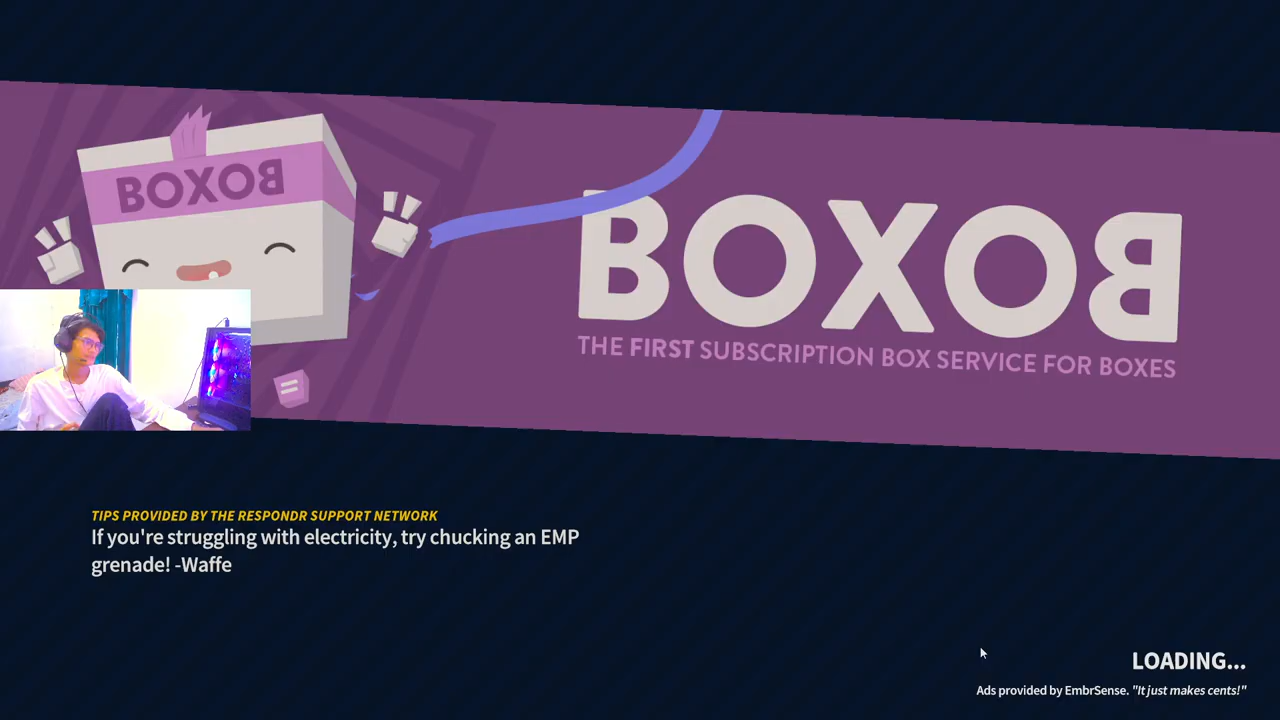 BOXOB
BOXOB
THE FIRST SUBSCRIPTION BOX SERVICE FOR BOXES
TIPS PROVIDED BY THE RESPONDR SUPPORT NETWORK
If you're struggling with electricity, try chucking an EMP
grenade! -Waffe
LOADING...
Ads provided by EmbrSense. "It just makes cents!"